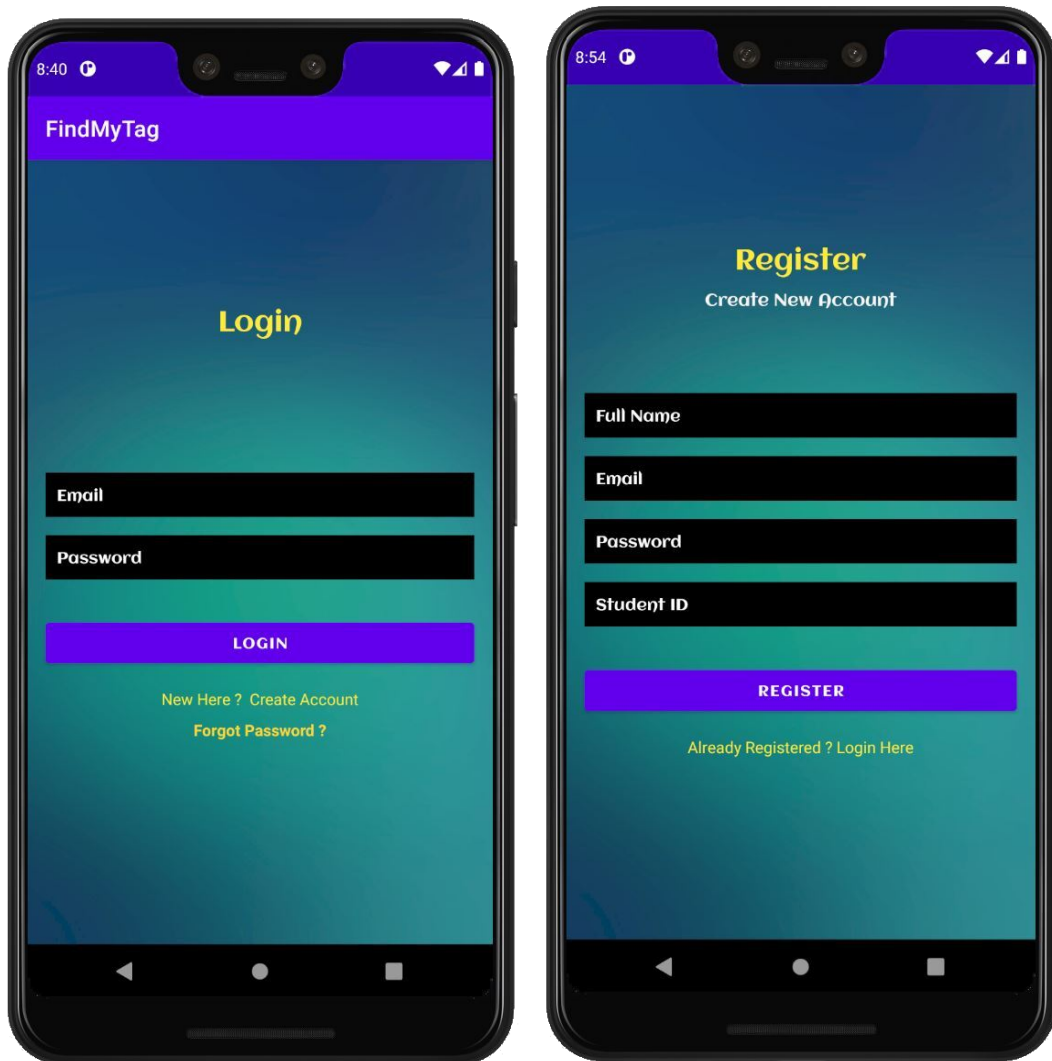 8:40
FindMyTag
Login
Email
Password
LOGIN
New Here ? Create Account
Forgot Password ?
8:54
Register
Create New Account
Full Name
Email
Password
Student ID
REGISTER
Already Registered ? Login Here